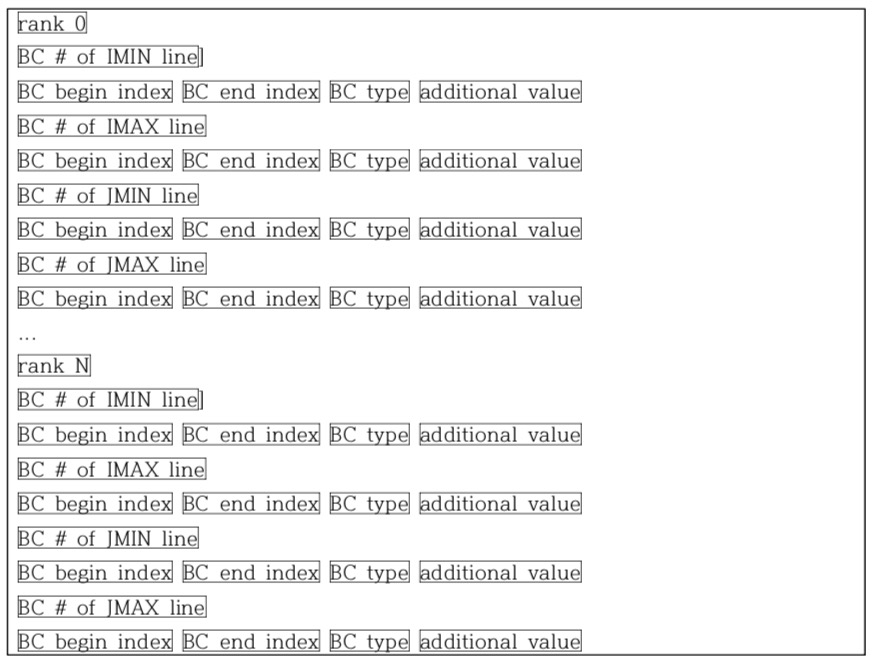 rank 0
BC # of IMIN line]
BC begin index BC end index BC type additional value
BC # of IMAX line
BC begin index BC end index BC type additional value
BC # of JMIN line
BC begin index BC end index BC type additional value
BC # of JMAX line
BC begin index BC end index BC type additional value
...
rank N
BC # of IMIN line]
BC begin index BC end index BC type additional value
BC # of IMAX line
BC begin index BC end index BC type additional value
BC # of JMIN line
BC begin index BC end index BC type additional value
BC # of JMAX line
BC begin index BC end index BC type additional value